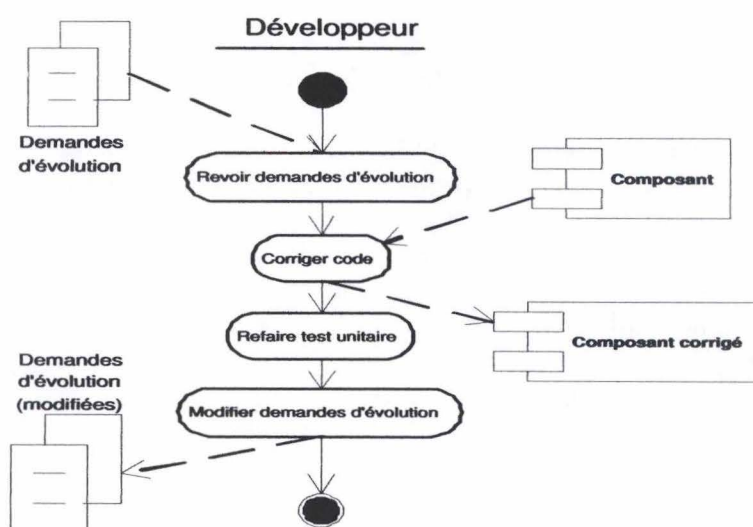 Développeur
Demandes
d'évolution
Revoir demandes d'évolution
Composant
Corriger code
Refaire test unitaire
Composant corrigé
Demandes
d'évolution
(modifiées)
Modifier demandes d'évolution